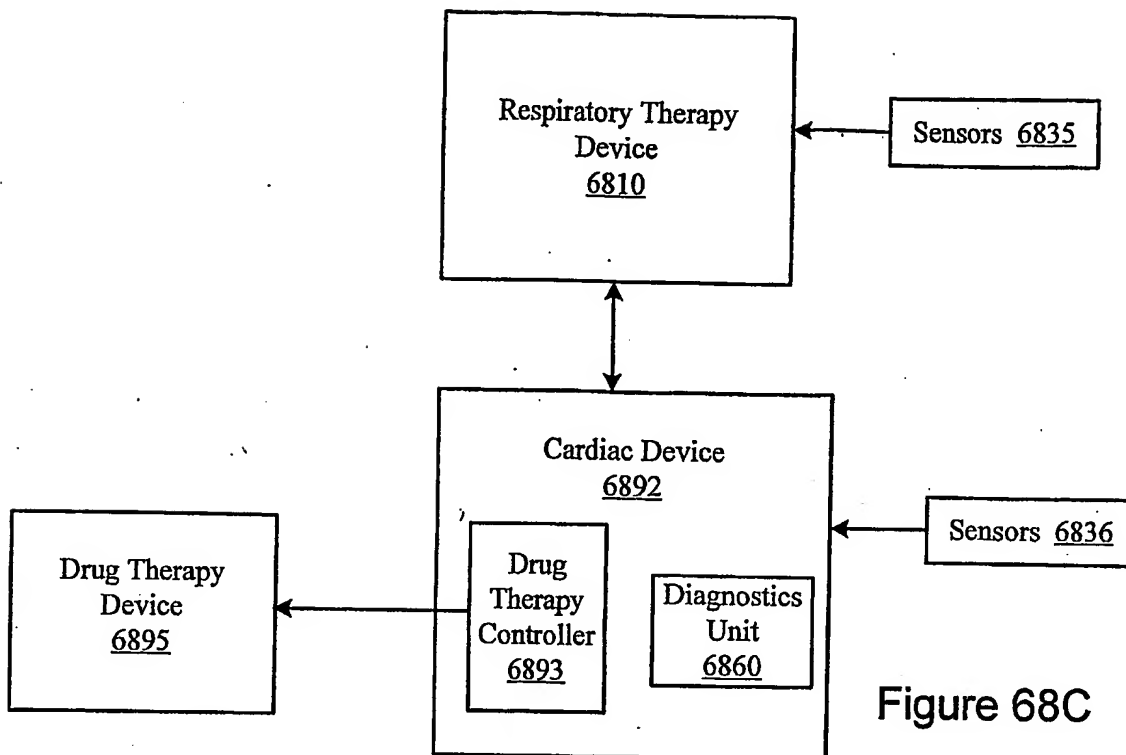 Respiratory Therapy
Device
6810
Sensors 6835
Cardiac Device
6892
Sensors 6836
Drug Therapy
Device
6895
Drug
Therapy
Controller
6893
Diagnostics
Unit
6860
Figure 68C